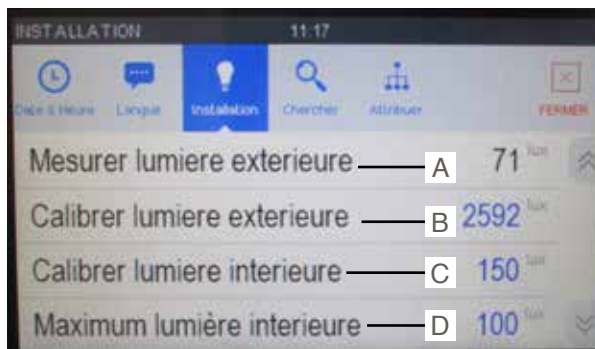 INSTALLATION 11:17
Date & Heure Langue Installation Chercher Attribuer FERMER
Mesurer lumiere exterieure A 71 lux
Calibrer lumiere exterieure B 2592 lux
Calibrer lumiere interieure C 150 lux
Maximum lumière interieure D 100 lux